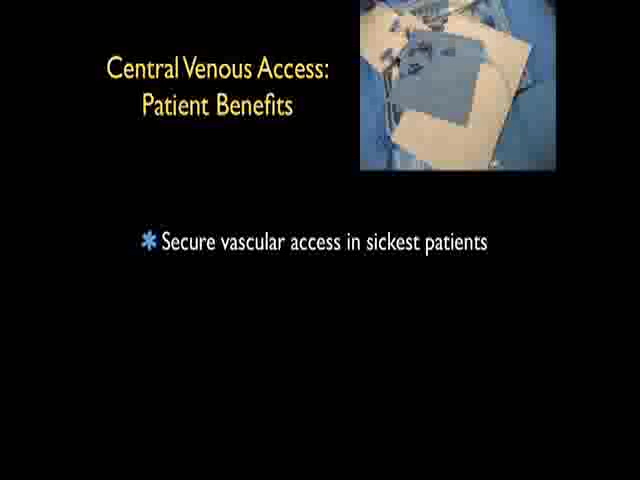 Central Venous Access:
Patient Benefits
* Secure vascular access in sickest patients